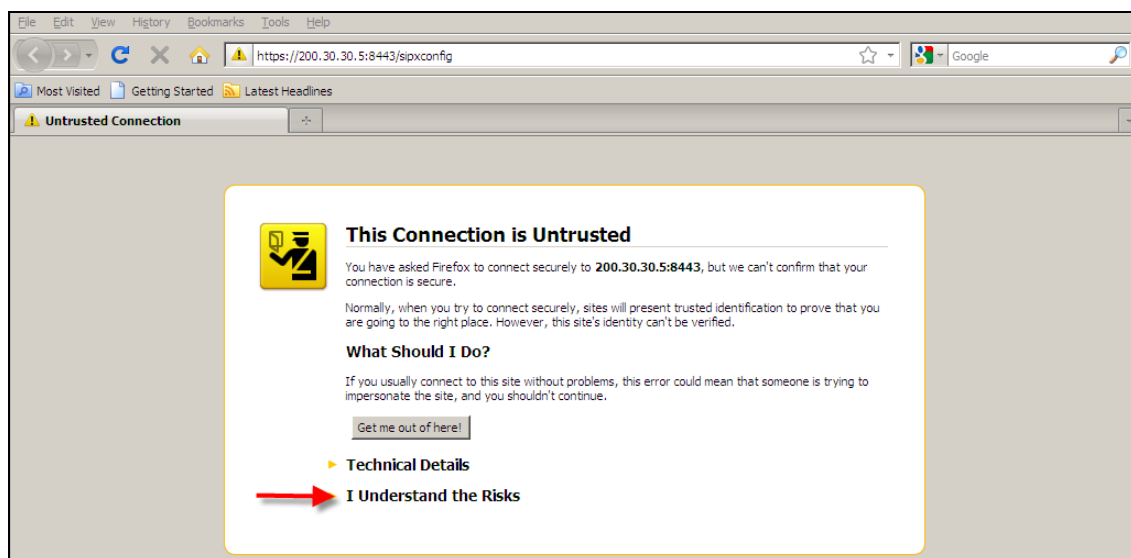 File Edit View History Bookmarks Tools Help
https://200.30.30.5:8443/sipxconfig
Google
Most Visited Getting Started Latest Headlines
Untrusted Connection
This Connection is Untrusted
You have asked Firefox to connect securely to 200.30.30.5:8443, but we can't confirm that your
connection is secure.
Normally, when you try to connect securely, sites will present trusted identification to prove that you
are going to the right place. However, this site's identity can't be verified.
What Should I Do?
If you usually connect to this site without problems, this error could mean that someone is trying to
impersonate the site, and you shouldn't continue.
Get me out of here!
Technical Details
I Understand the Risks